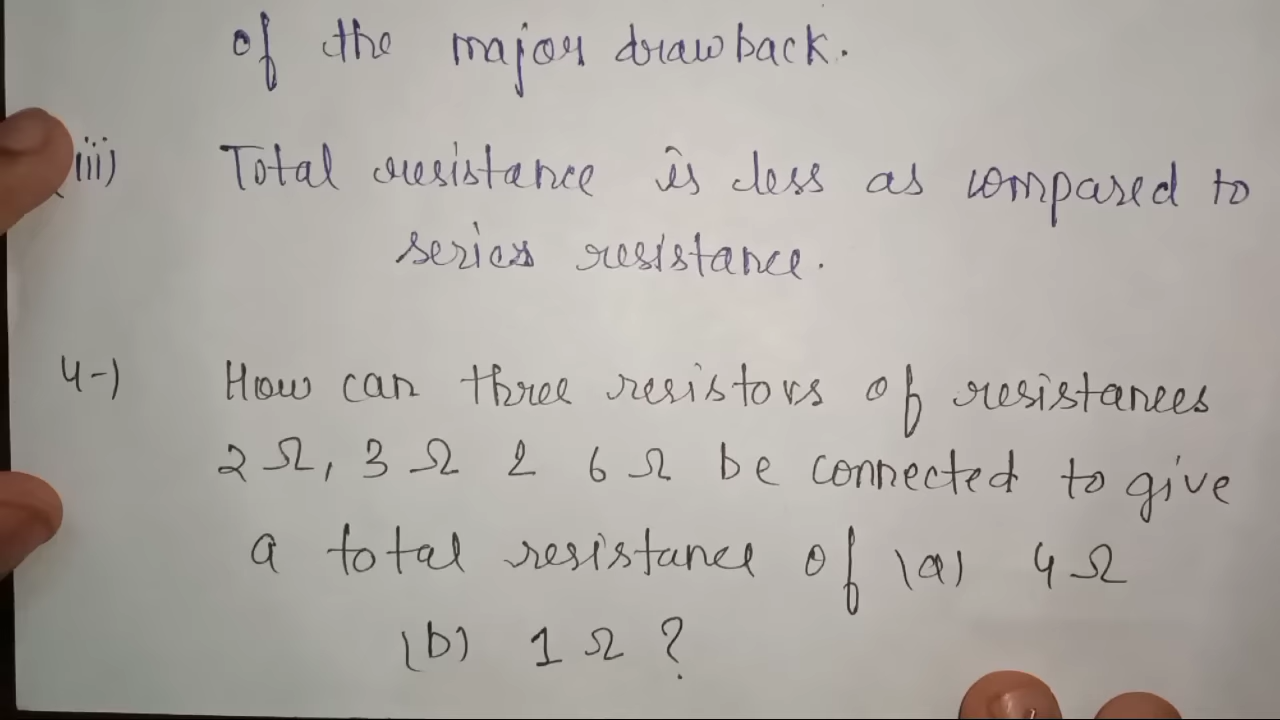 of the major drawback.
(iii) Total resistance is less as compared to
series resistance.
4-) How can three resistors of resistances
2 Ω, 3 Ω & 6 Ω be connected to give
a total resistance of (a) 4 Ω
(b) 1 Ω ?